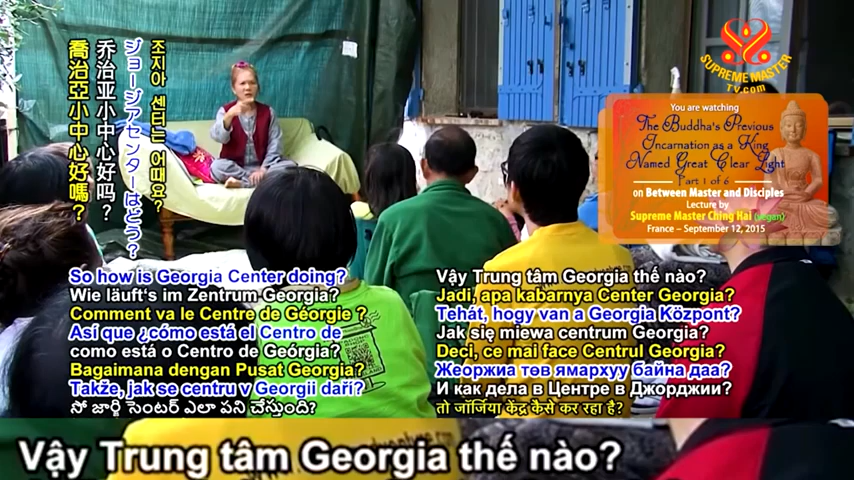 조지아 센터는 어때요?
ジョージアセンターはどう?
乔治亚小中心好吗?
喬治亞小中心好嗎?
SUPREME MASTER
TV.com
You are watching
The Buddha's Previous
Incarnation as a King
Named Great Clear Light
Part 1 of 6
on Between Master and Disciples
Lecture by
Supreme Master Ching Hai (vegan)
France – September 12, 2015
So how is Georgia Center doing?
Wie läuft's im Zentrum Georgia?
Comment va le Centre de Géorgie ?
Así que ¿cómo está el Centro de
como está o Centro de Geórgia?
Bagaimana dengan Pusat Georgia?
Takže, jak se centru v Georgii daří?
సో జార్జి సెంటర్ ఎలా పని చేస్తుంది?
Vậy Trung tâm Georgia thế nào?
Jadi, apa kabarnya Center Georgia?
Tehát, hogy van a Georgia Központ?
Jak się miewa centrum Georgia?
Deci, ce mai face Centrul Georgia?
Жеоржиа төв ямархуу байна даа?
И как дела в Центре в Джорджии?
तो जॉर्जिया केंद्र कैसे कर रहा है?
Vậy Trung tâm Georgia thế nào?